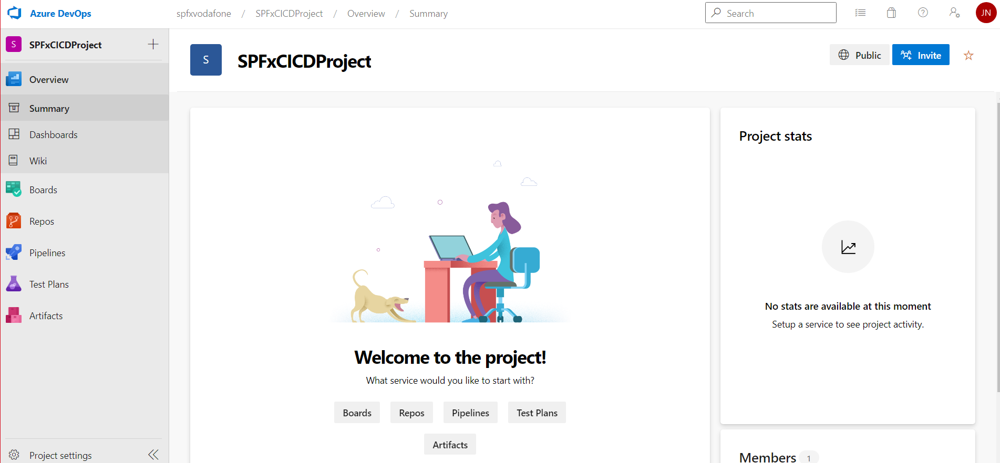 Azure DevOps
spfxvodafone / SPFxCICDProject / Overview / Summary
Search
JN
S SPFxCICDProject
Overview
Summary
Dashboards
Wiki
Boards
Repos
Pipelines
Test Plans
Artifacts
Project settings
S SPFxCICDProject
Public
Invite
Welcome to the project!
What service would you like to start with?
Boards Repos Pipelines Test Plans
Artifacts
Project stats
No stats are available at this moment
Setup a service to see project activity.
Members 1